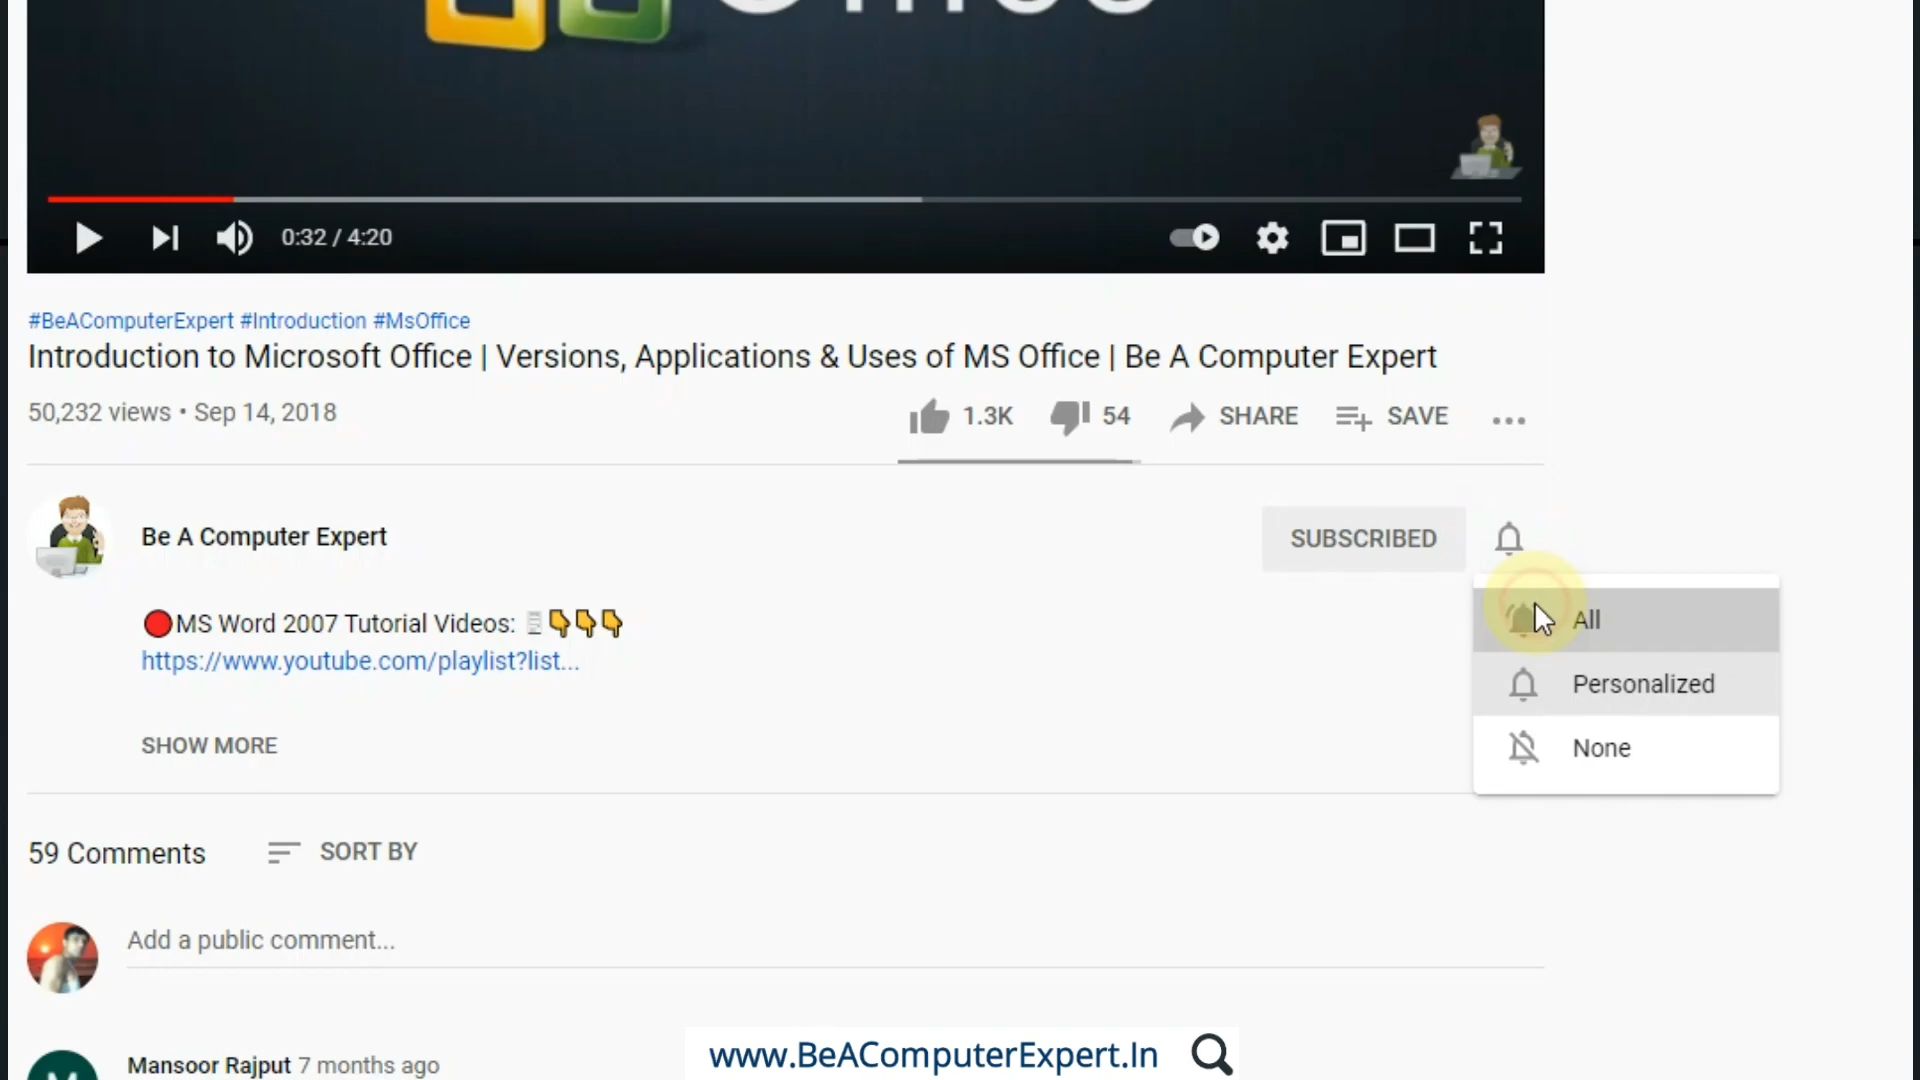 Office
0:32 / 4:20
#BeAComputerExpert #Introduction #MsOffice
Introduction to Microsoft Office | Versions, Applications & Uses of MS Office | Be A Computer Expert
50,232 views • Sep 14, 2018
1.3K
54
SHARE
SAVE
Be A Computer Expert
SUBSCRIBED
All
🔴MS Word 2007 Tutorial Videos: 🧾👇👇👇
https://www.youtube.com/playlist?list...
Personalized
SHOW MORE
None
59 Comments
SORT BY
Add a public comment...
Mansoor Rajput 7 months ago
www.BeAComputerExpert.In